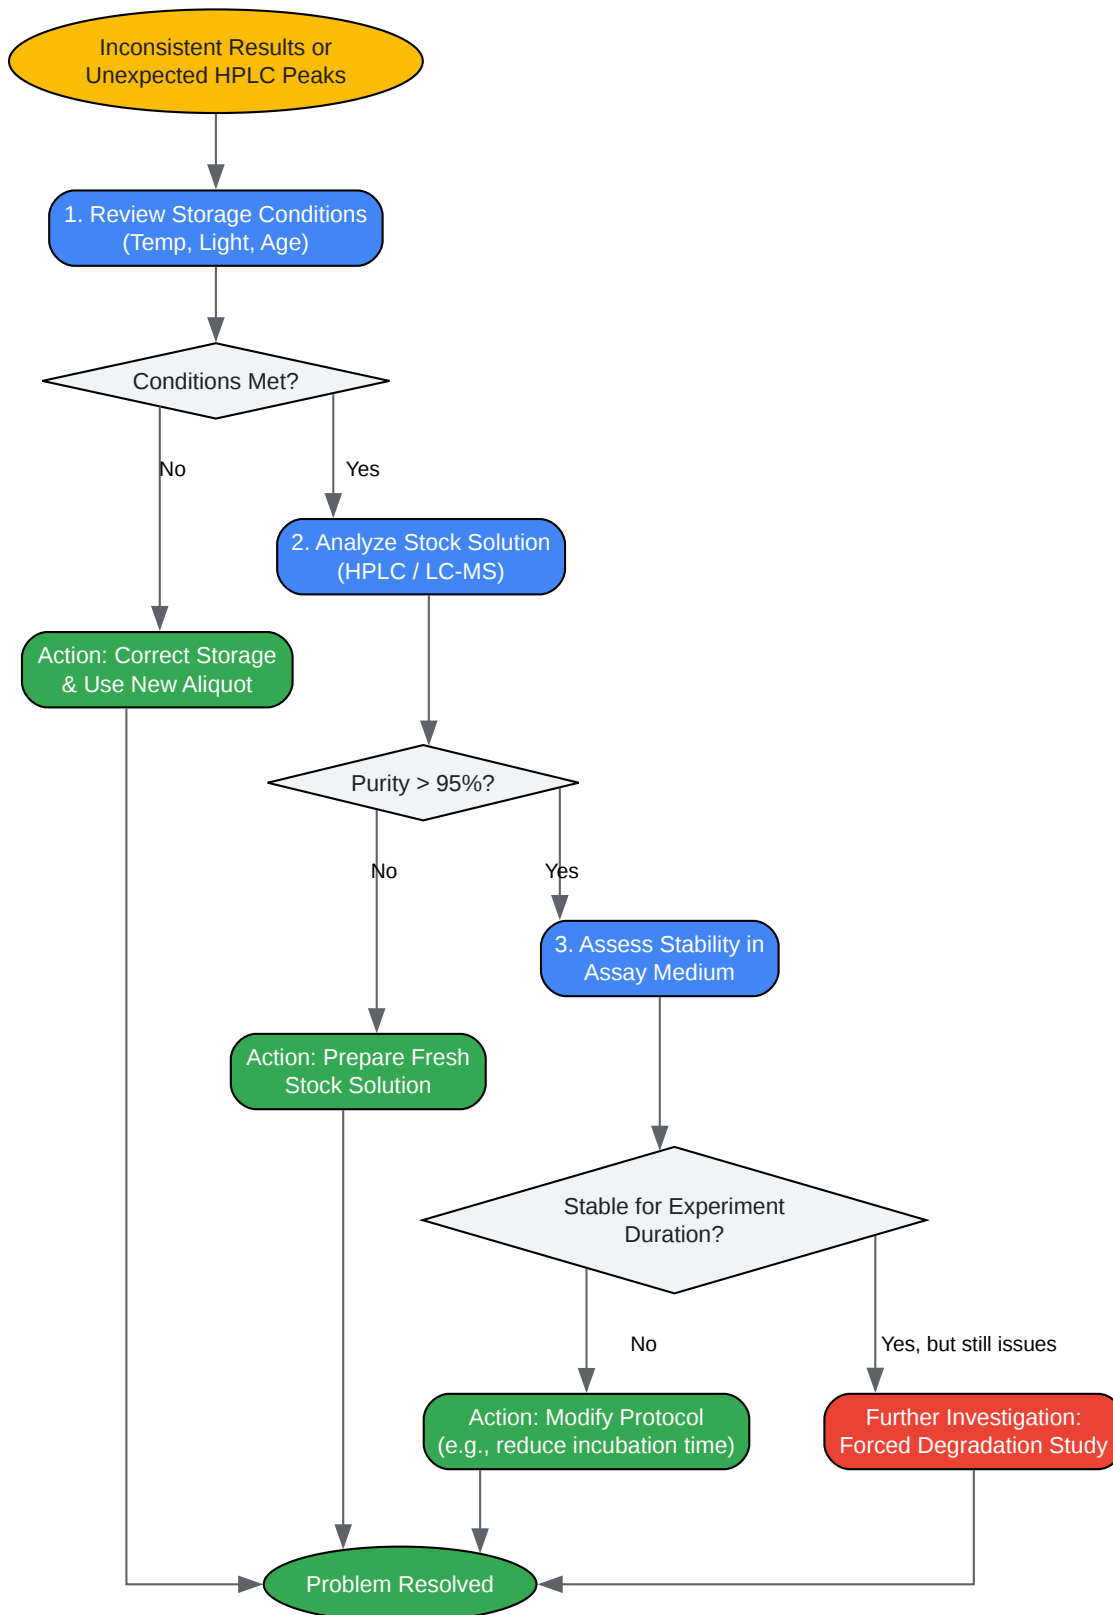 Inconsistent Results or
Unexpected HPLC Peaks
1. Review Storage Conditions
(Temp, Light, Age)
Conditions Met?
No
Yes
2. Analyze Stock Solution
(HPLC / LC-MS)
Action: Correct Storage
& Use New Aliquot
Purity > 95%?
No
Yes
3. Assess Stability in
Assay Medium
Action: Prepare Fresh
Stock Solution
Stable for Experiment
Duration?
No
Yes, but still issues
Action: Modify Protocol
(e.g., reduce incubation time)
Further Investigation:
Forced Degradation Study
Problem Resolved